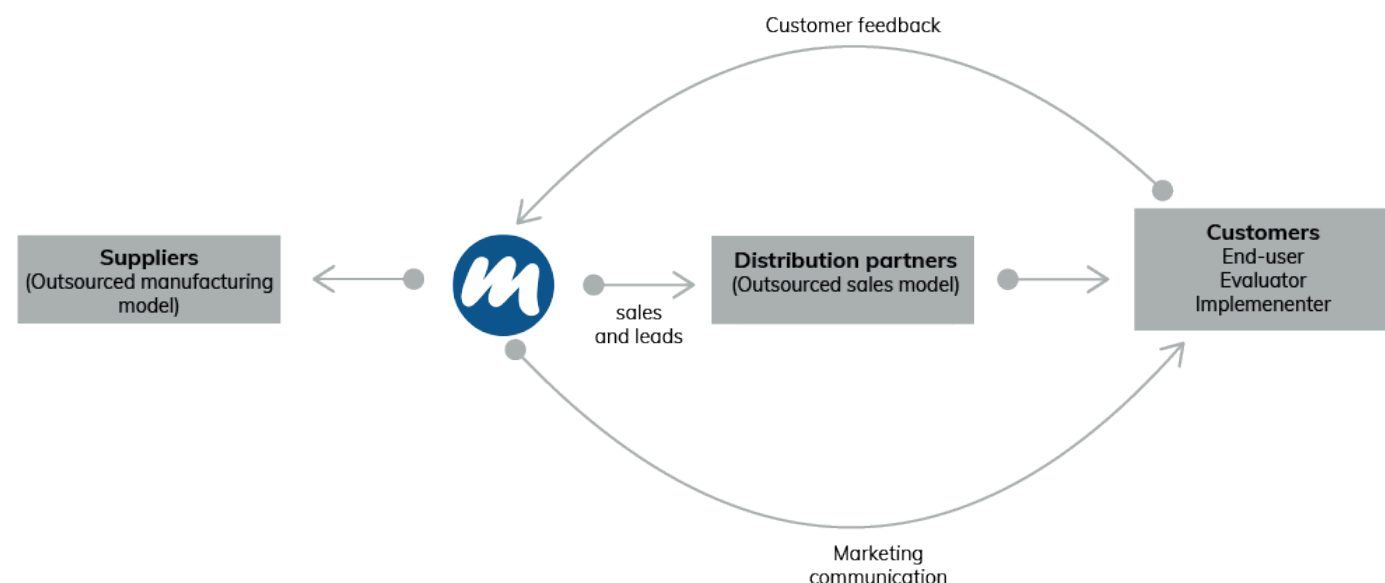 Customer feedback
Suppliers
(Outsourced manufacturing
model)
m
sales
and leads
Distribution partners
(Outsourced sales model)
Customers
End-user
Evaluator
Implemenenter
Marketing
communication